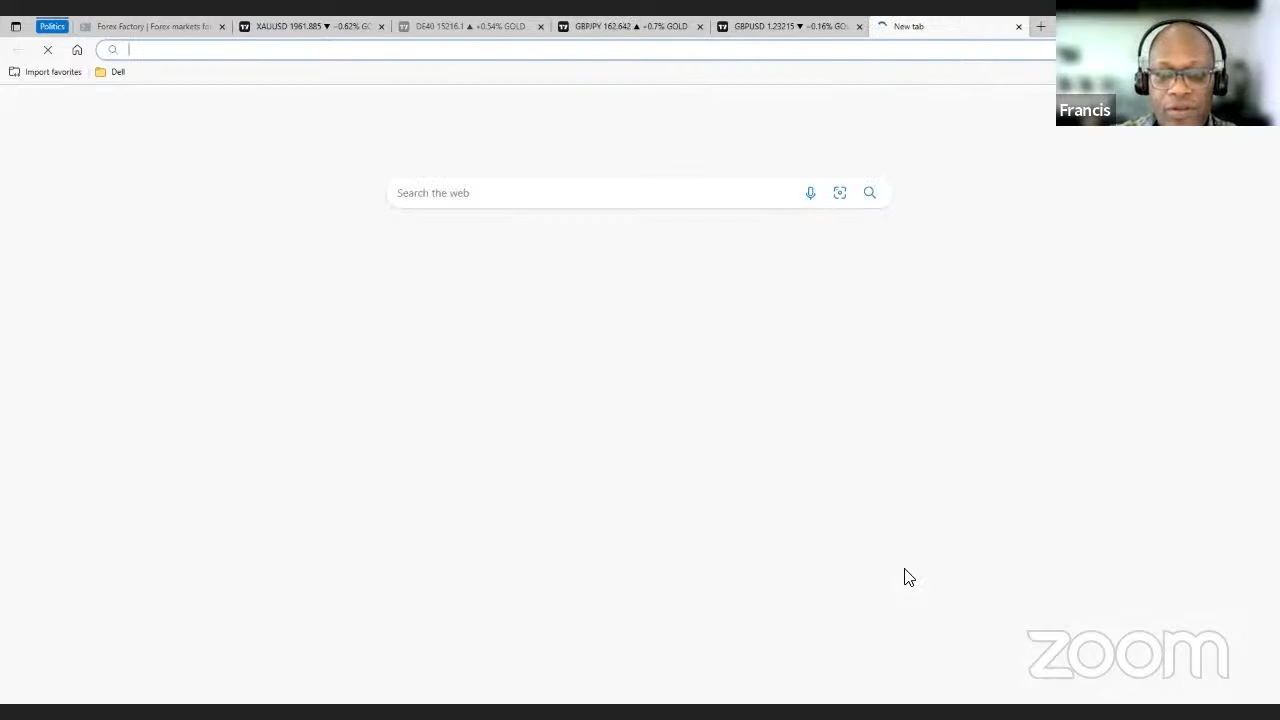 Politics
Forex Factory | Forex markets fo
XAUUSD 1961.885 ▼ −0.62% GC
DE40 15216.1 ▲ +0.54% GOLD
GBPJPY 162.642 ▲ +0.7% GOLD
GBPUSD 1.23215 ▼ −0.16% GO
New tab
Import favorites
Dell
Francis
Search the web
zoom